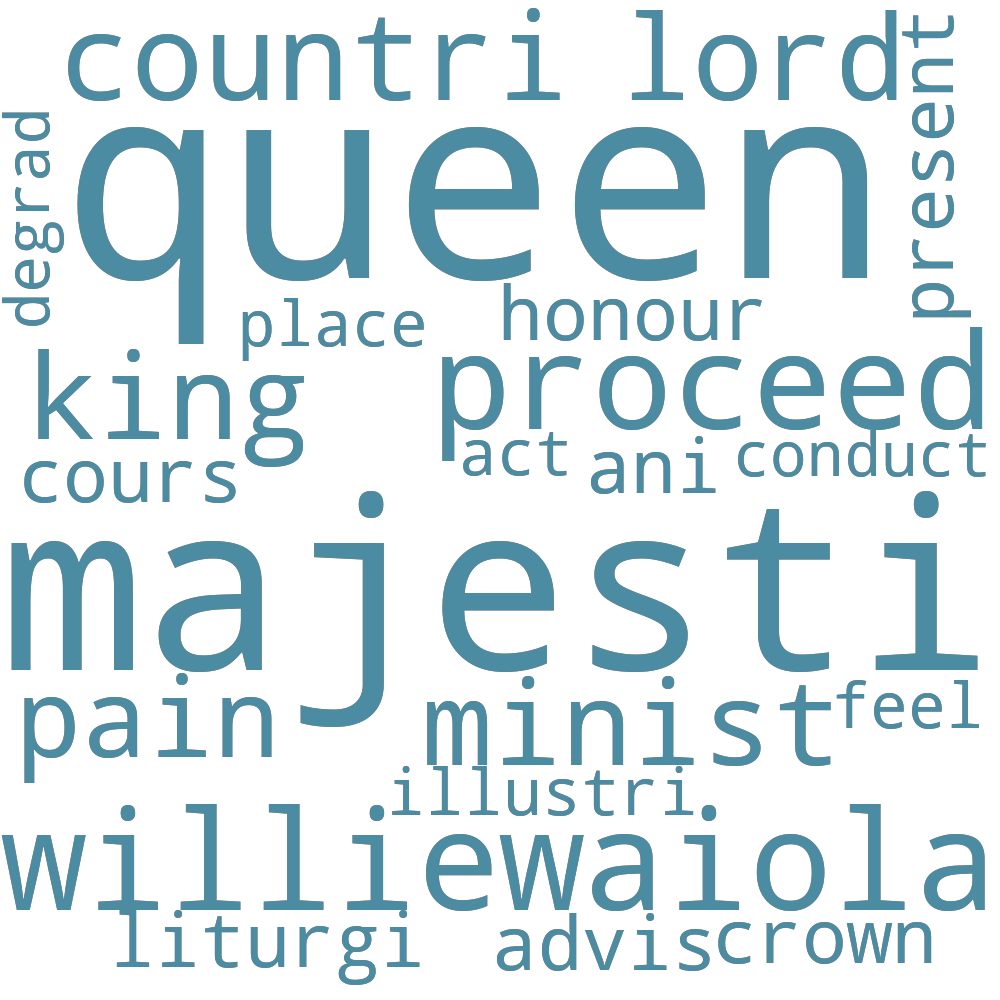 countri lord
present
degrad
queen
place
honour
king
proceed
cours
act
ani
conduct
majesti
pain
minist
feel
illustri
williewaiola
liturgi
advis
crown